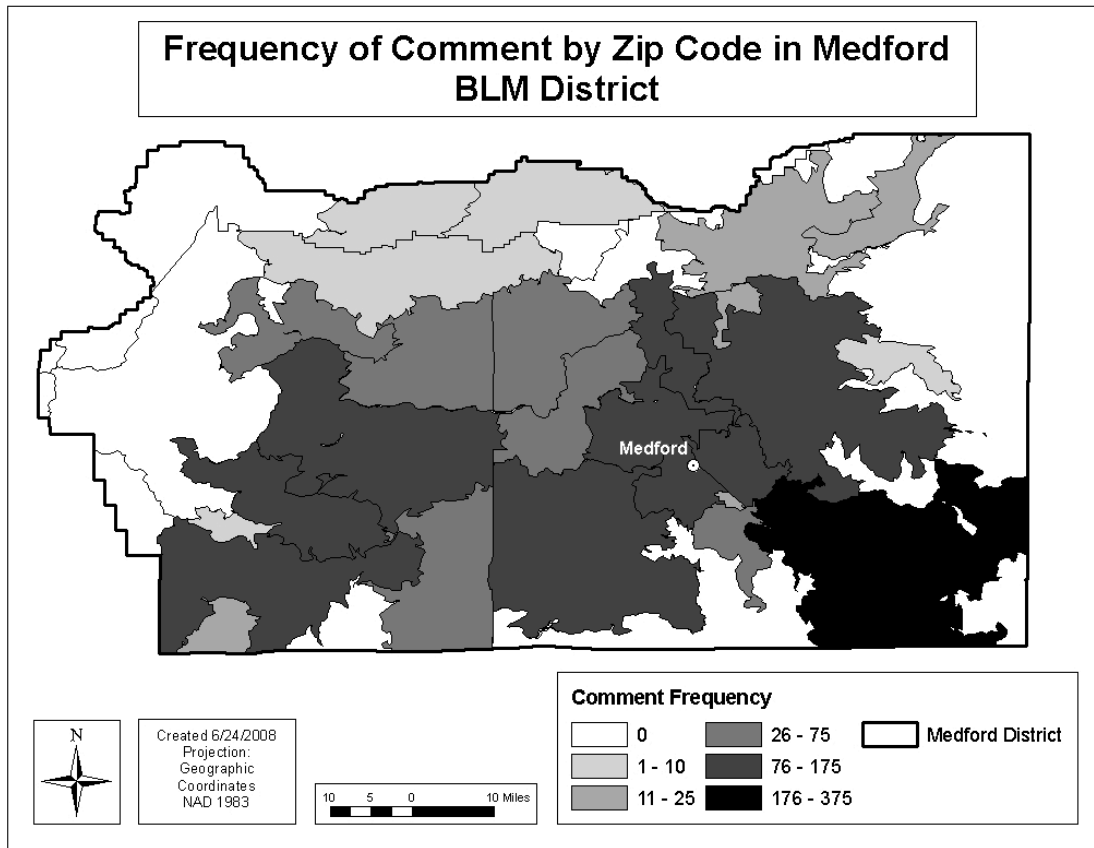 Frequency of Comment by Zip Code in Medford
BLM District
Medford
N
Created 6/24/2008
Projection:
Geographic
Coordinates
NAD 1983
10 5 0 10 Miles
Comment Frequency
0
1 - 10
11 - 25
26 - 75
76 - 175
176 - 375
Medford District